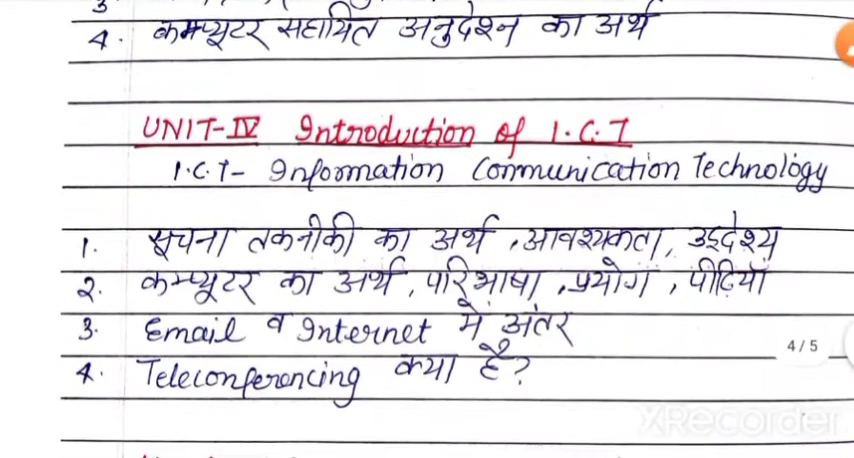 3
4. कम्प्यूटर सहायित अनुदेशन का अर्थ
UNIT-IV Introduction of I.C.T
I.C.T- Information Communication Technology
1. सूचना तकनीकी का अर्थ, आवश्यकता, उद्देश्य
2. कम्प्यूटर का अर्थ, परिभाषा, प्रयोग, पीढ़ियाँ
3. Email व Internet में अंतर
4/5
4. Teleconferencing क्या है?
XRecorder